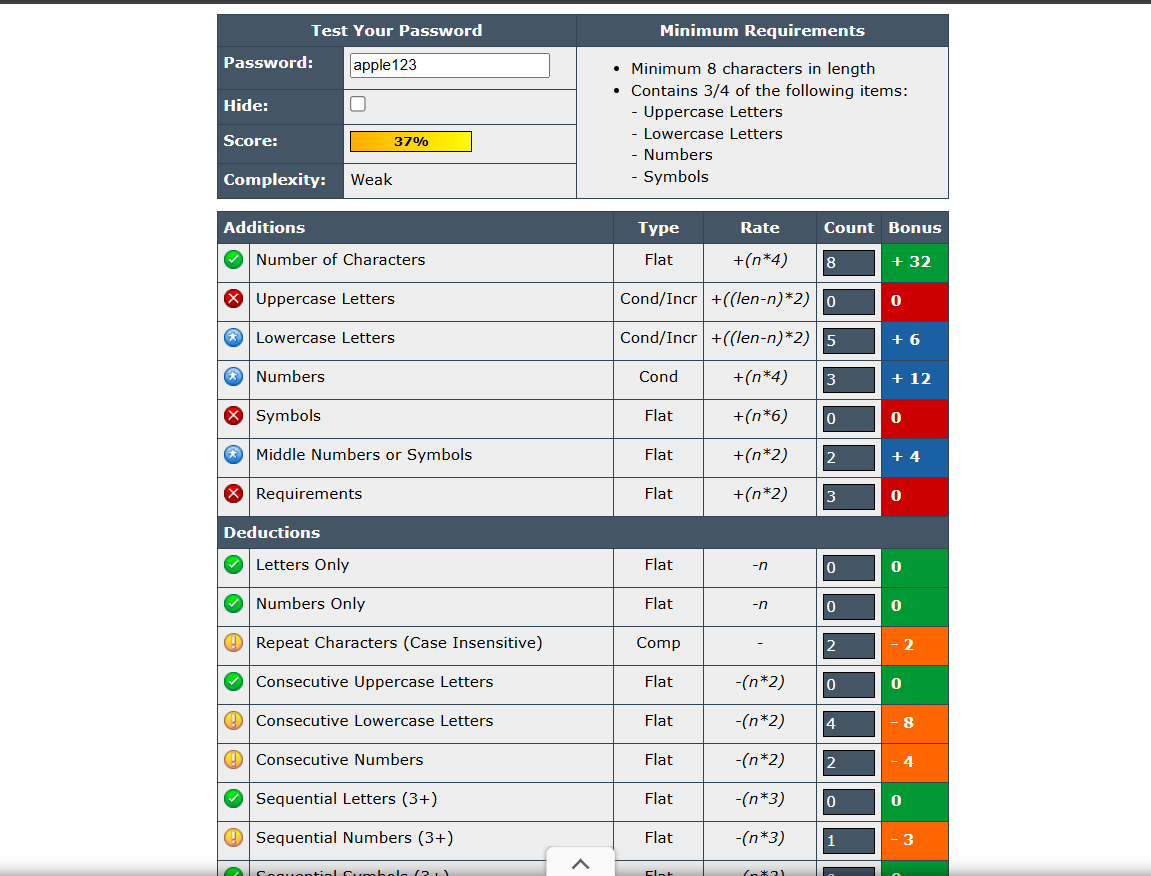 Test Your Password Minimum Requirements
Password: apple123
Hide:
Score: 37%
Complexity: Weak
• Minimum 8 characters in length
• Contains 3/4 of the following items:
- Uppercase Letters
- Lowercase Letters
- Numbers
- Symbols
Additions Type Rate Count Bonus
Number of Characters Flat +(n*4) 8 + 32
Uppercase Letters Cond/Incr +((len-n)*2) 0 0
Lowercase Letters Cond/Incr +((len-n)*2) 5 + 6
Numbers Cond +(n*4) 3 + 12
Symbols Flat +(n*6) 0 0
Middle Numbers or Symbols Flat +(n*2) 2 + 4
Requirements Flat +(n*2) 3 0
Deductions
Letters Only Flat -n 0 0
Numbers Only Flat -n 0 0
Repeat Characters (Case Insensitive) Comp - 2 - 2
Consecutive Uppercase Letters Flat -(n*2) 0 0
Consecutive Lowercase Letters Flat -(n*2) 4 - 8
Consecutive Numbers Flat -(n*2) 2 - 4
Sequential Letters (3+) Flat -(n*3) 0 0
Sequential Numbers (3+) Flat -(n*3) 1 - 3
Sequential Symbols (3+) Flat